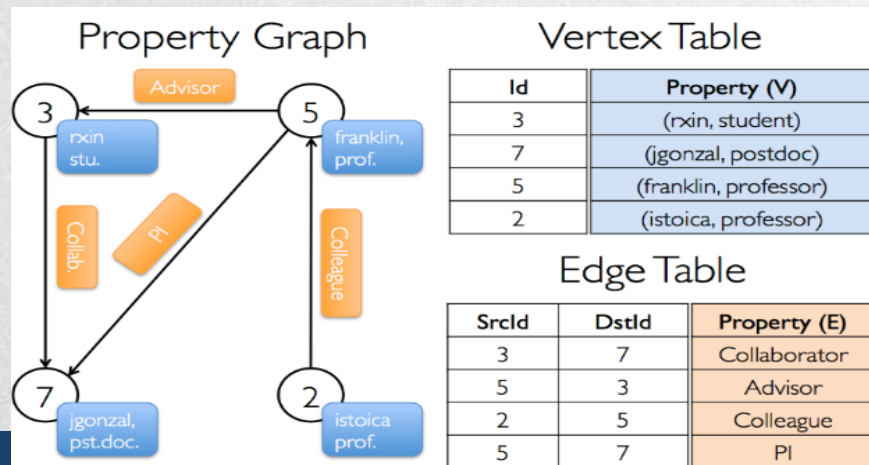 Property Graph
Advisor
3
5
rxin
stu.
franklin,
prof.
Collab.
PI
Colleague
7
2
jgonzal,
pst.doc.
istoica
prof.
Vertex Table
Id Property (V)
3 (rxin, student)
7 (jgonzal, postdoc)
5 (franklin, professor)
2 (istoica, professor)
Edge Table
SrcId DstId Property (E)
3 7 Collaborator
5 3 Advisor
2 5 Colleague
5 7 PI